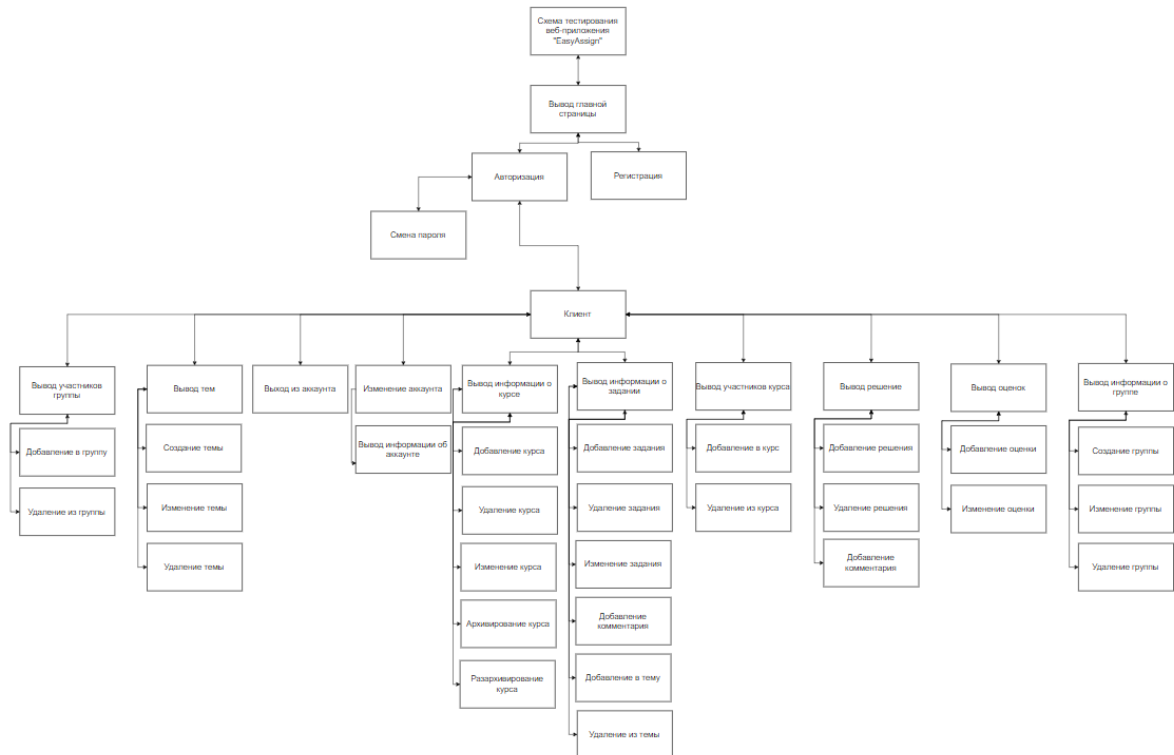 Схема тестирования
веб-приложения
"EasyAssign"
Вывод главной
страницы
Авторизация
Регистрация
Смена пароля
Клиент
Вывод участников
группы
Добавление в группу
Удаление из группы
Вывод тем
Создание темы
Изменение темы
Удаление темы
Выход из аккаунта
Изменение аккаунта
Вывод информации об
аккаунте
Вывод информации о
курсе
Добавление курса
Удаление курса
Изменение курса
Архивирование курса
Разархивирование
курса
Вывод информации о
задании
Добавление задания
Удаление задания
Изменение задания
Добавление
комментария
Добавление в тему
Удаление из темы
Вывод участников курса
Добавление в курс
Удаление из курса
Вывод решение
Добавление решения
Удаление решения
Добавление
комментария
Вывод оценок
Добавление оценки
Изменение оценки
Вывод информации о
группе
Создание группы
Изменение группы
Удаление группы